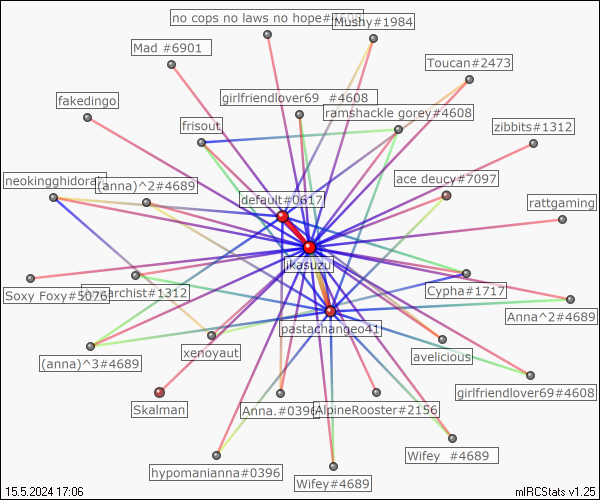 no cops no laws no hope#4608
Mushy#1984
Mad #6901
Toucan#2473
fakedingo
girlfriendlover69 #4608
ramshackle gorey#4608
frisout
zibbits#1312
neokingghidorah
(anna)^2#4689
ace deucy#7097
default#0617
rattgaming
jikasuzu
Soxy Foxy#5076
#1312
Cypha#1717
Anna^2#4689
pastachangeo41
(anna)^3#4689
xenoyaut
avelicious
girlfriendlover69#4608
Skalman
Anna.#0396
AlpineRooster#2156
hypomanianna#0396
Wifey #4689
Wifey#4689
15.5.2024 17:06
mIRCStats v1.25